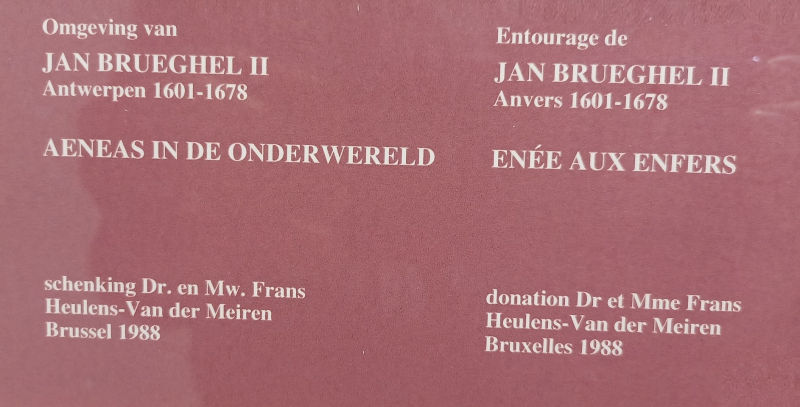 Omgeving van
JAN BRUEGHEL II
Antwerpen 1601-1678
AENEAS IN DE ONDERWERELD
schenking Dr. en Mw. Frans
Heulens-Van der Meiren
Brussel 1988
Entourage de
JAN BRUEGHEL II
Anvers 1601-1678
ENÉE AUX ENFERS
donation Dr et Mme Frans
Heulens-Van der Meiren
Bruxelles 1988